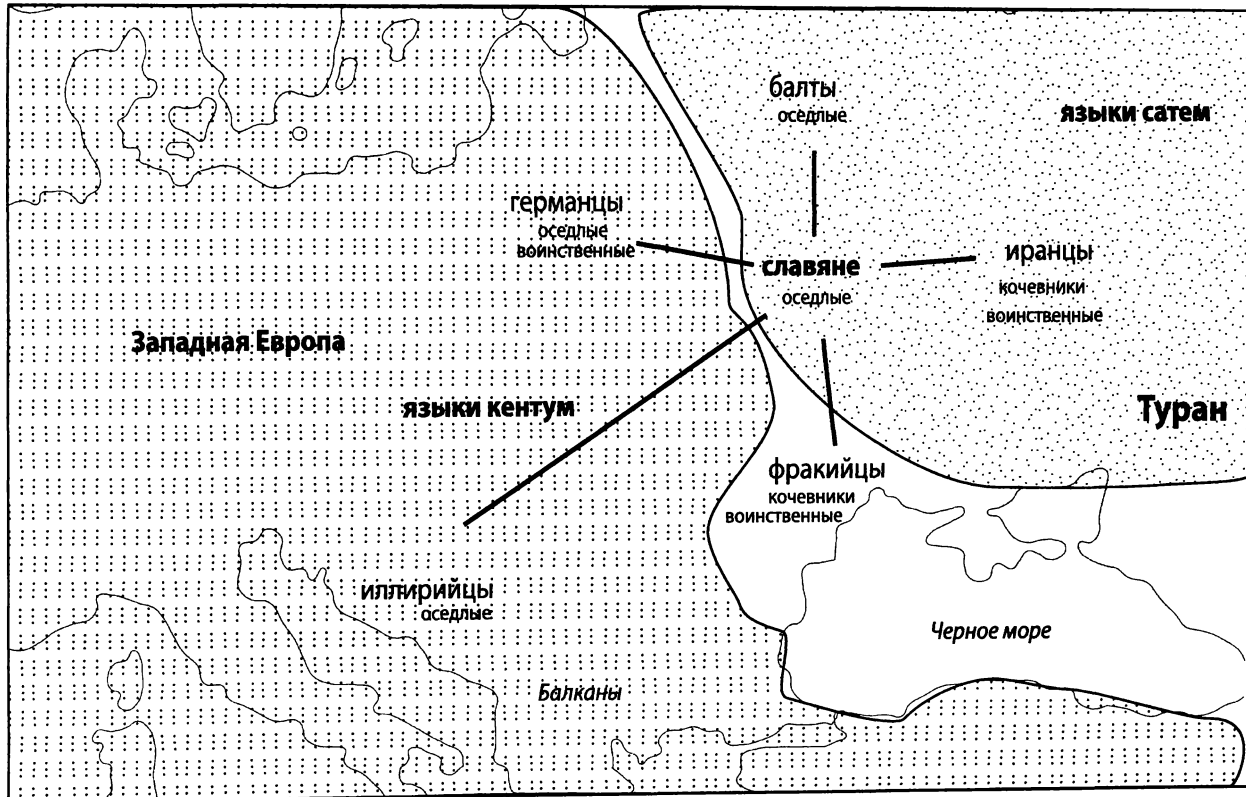 балты
оседлые
языки сатем
германцы
оседлые
воинственные
славяне
оседлые
иранцы
кочевники
воинственные
Западная Европа
языки кентум
Туран
фракийцы
кочевники
воинственные
иллирийцы
оседлые
Черное море
Балканы